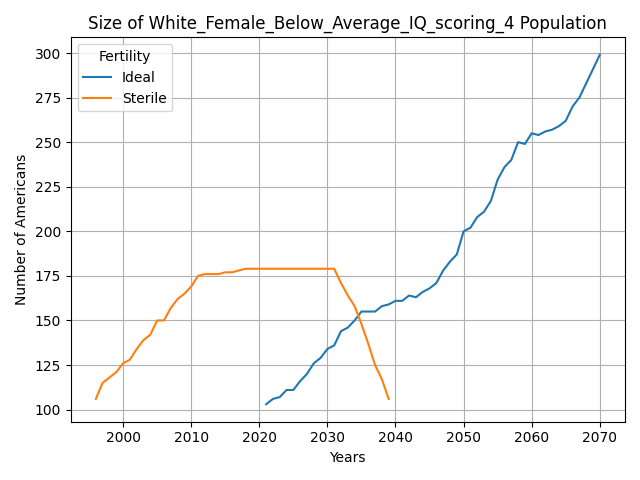 Size of White_Female_Below_Average_IQ_scoring_4 Population
Fertility
Ideal
Sterile
Number of Americans
300
275
250
225
200
175
150
125
100
2000 2010 2020 2030 2040 2050 2060 2070
Years